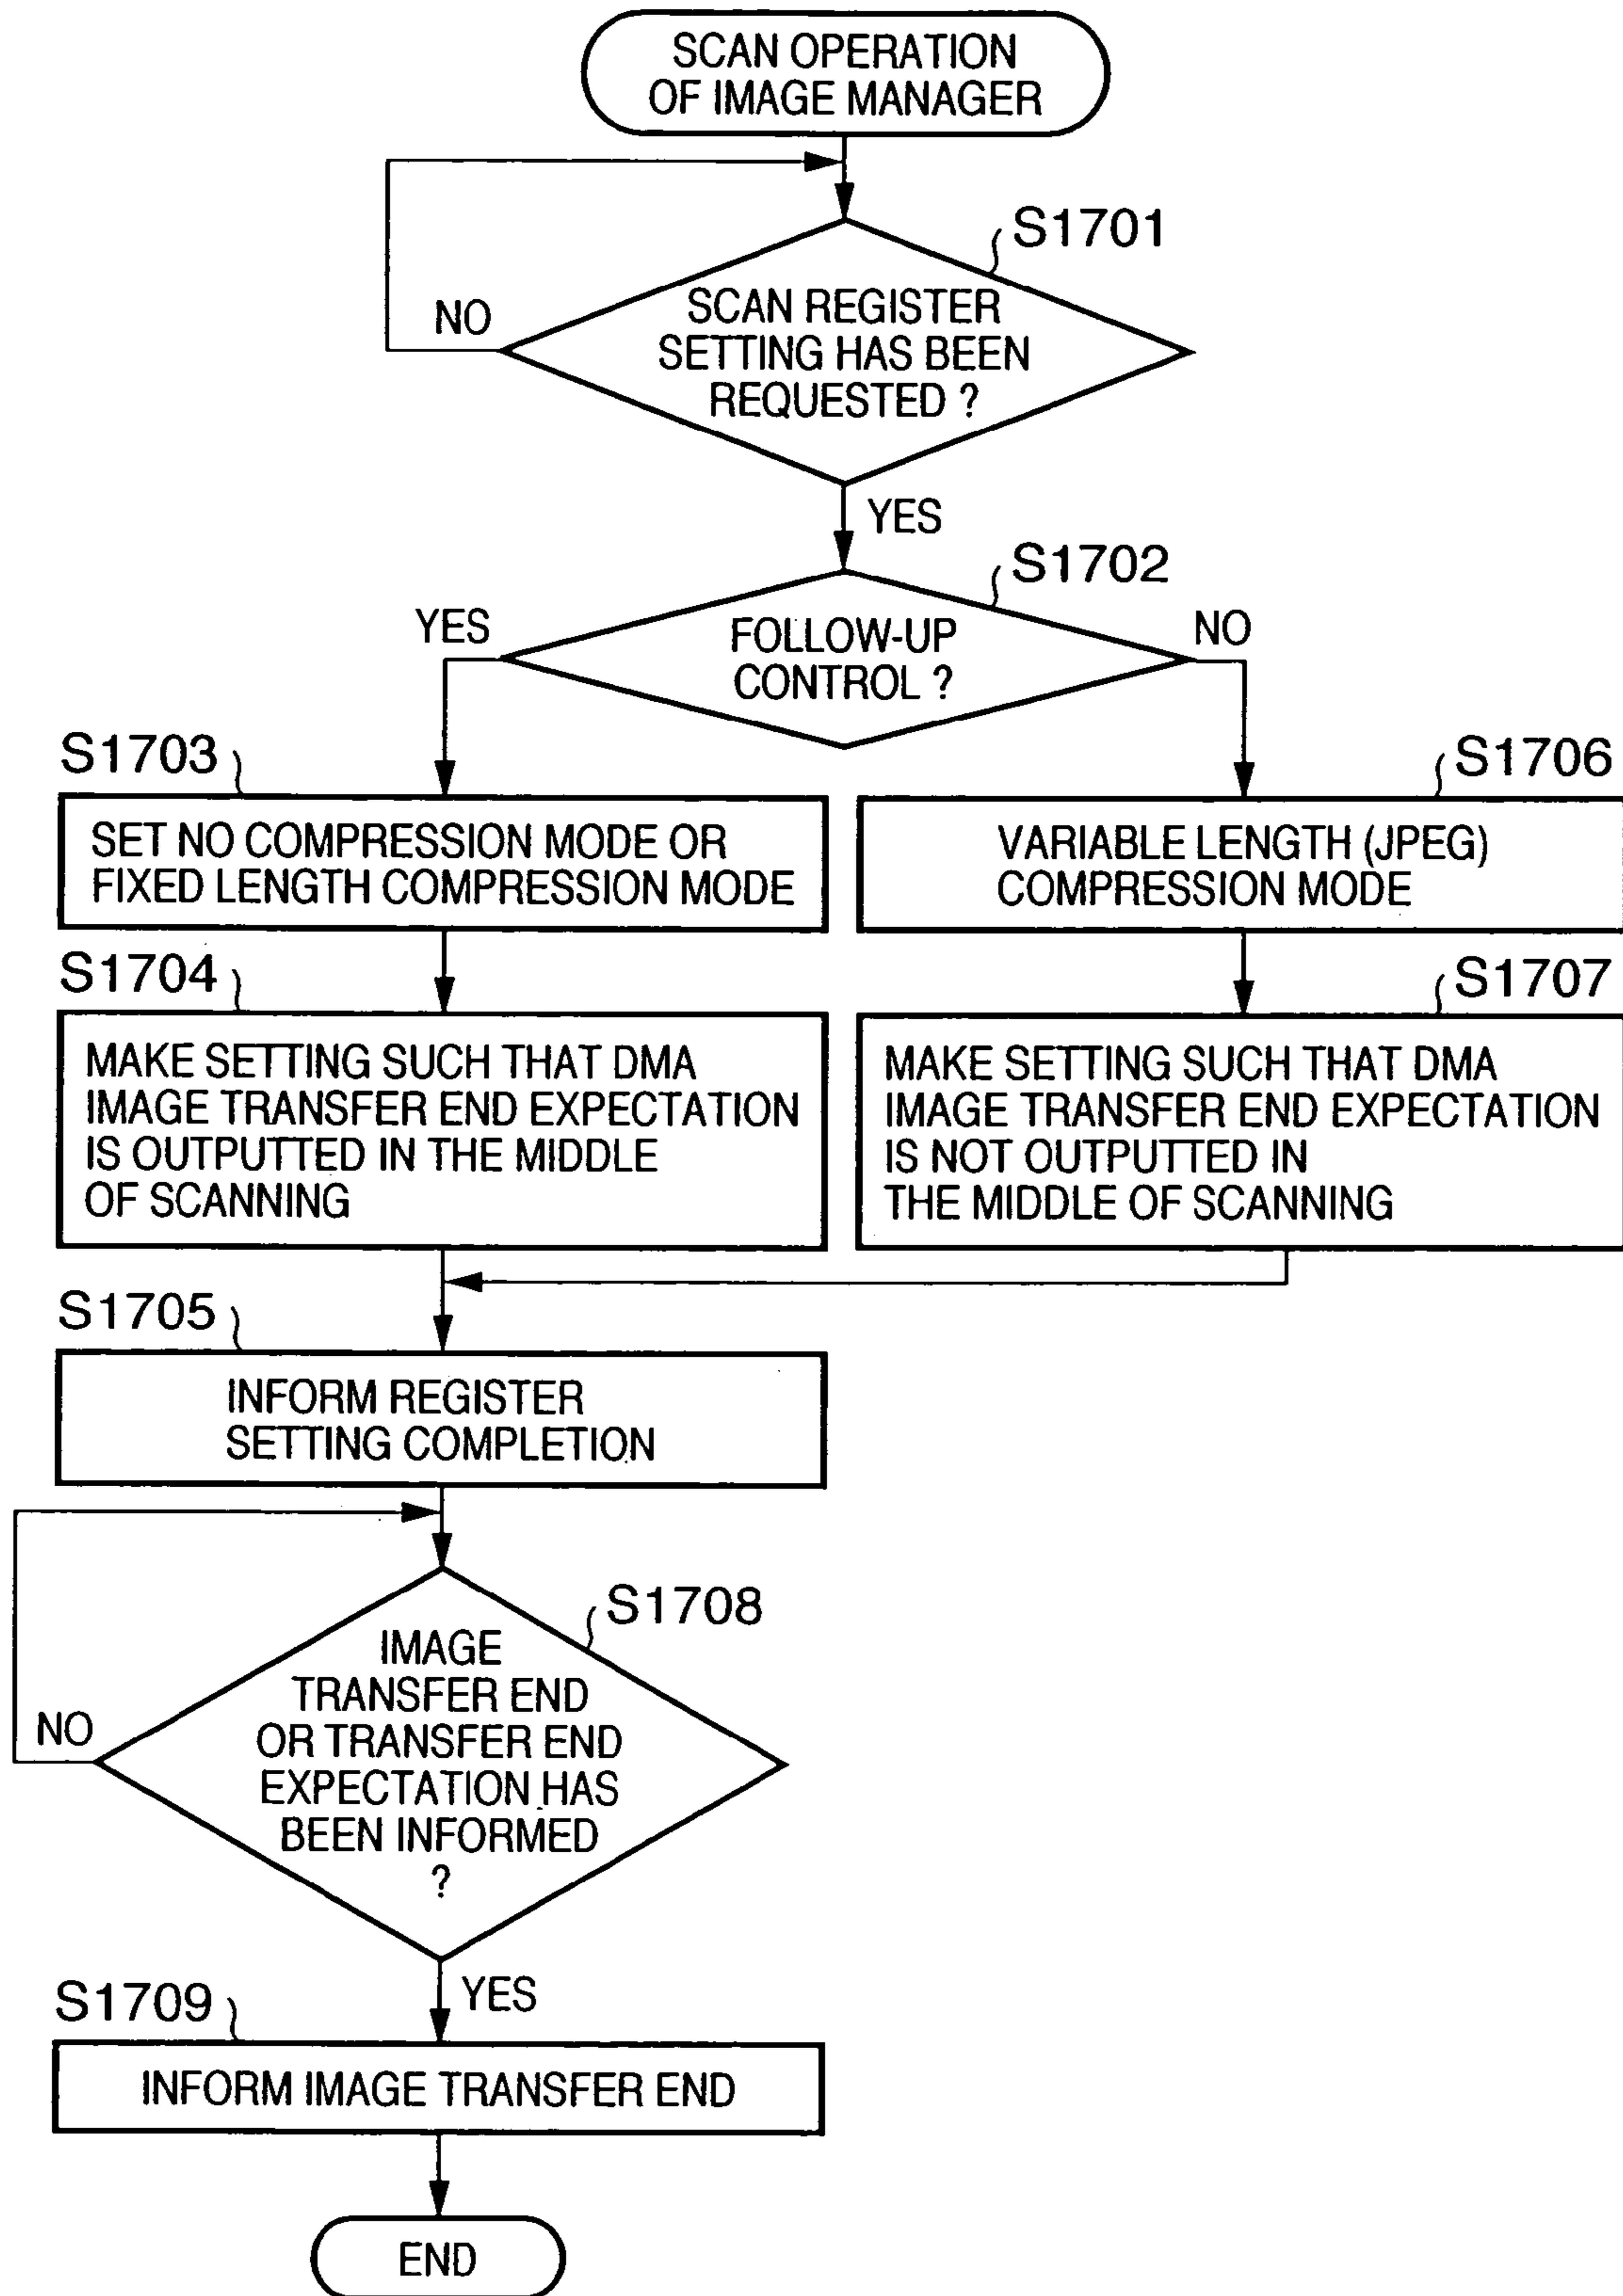 SCAN OPERATION
OF IMAGE MANAGER
S1701
NO
SCAN REGISTER
SETTING HAS BEEN
REQUESTED ?
YES
S1702
YES
FOLLOW-UP
CONTROL ?
NO
S1703
SET NO COMPRESSION MODE OR
FIXED LENGTH COMPRESSION MODE
S1706
VARIABLE LENGTH (JPEG)
COMPRESSION MODE
S1704
MAKE SETTING SUCH THAT DMA
IMAGE TRANSFER END EXPECTATION
IS OUTPUTTED IN THE MIDDLE
OF SCANNING
S1707
MAKE SETTING SUCH THAT DMA
IMAGE TRANSFER END EXPECTATION
IS NOT OUTPUTTED IN
THE MIDDLE OF SCANNING
S1705
INFORM REGISTER
SETTING COMPLETION
S1708
NO
IMAGE
TRANSFER END
OR TRANSFER END
EXPECTATION HAS
BEEN INFORMED
?
YES
S1709
INFORM IMAGE TRANSFER END
END